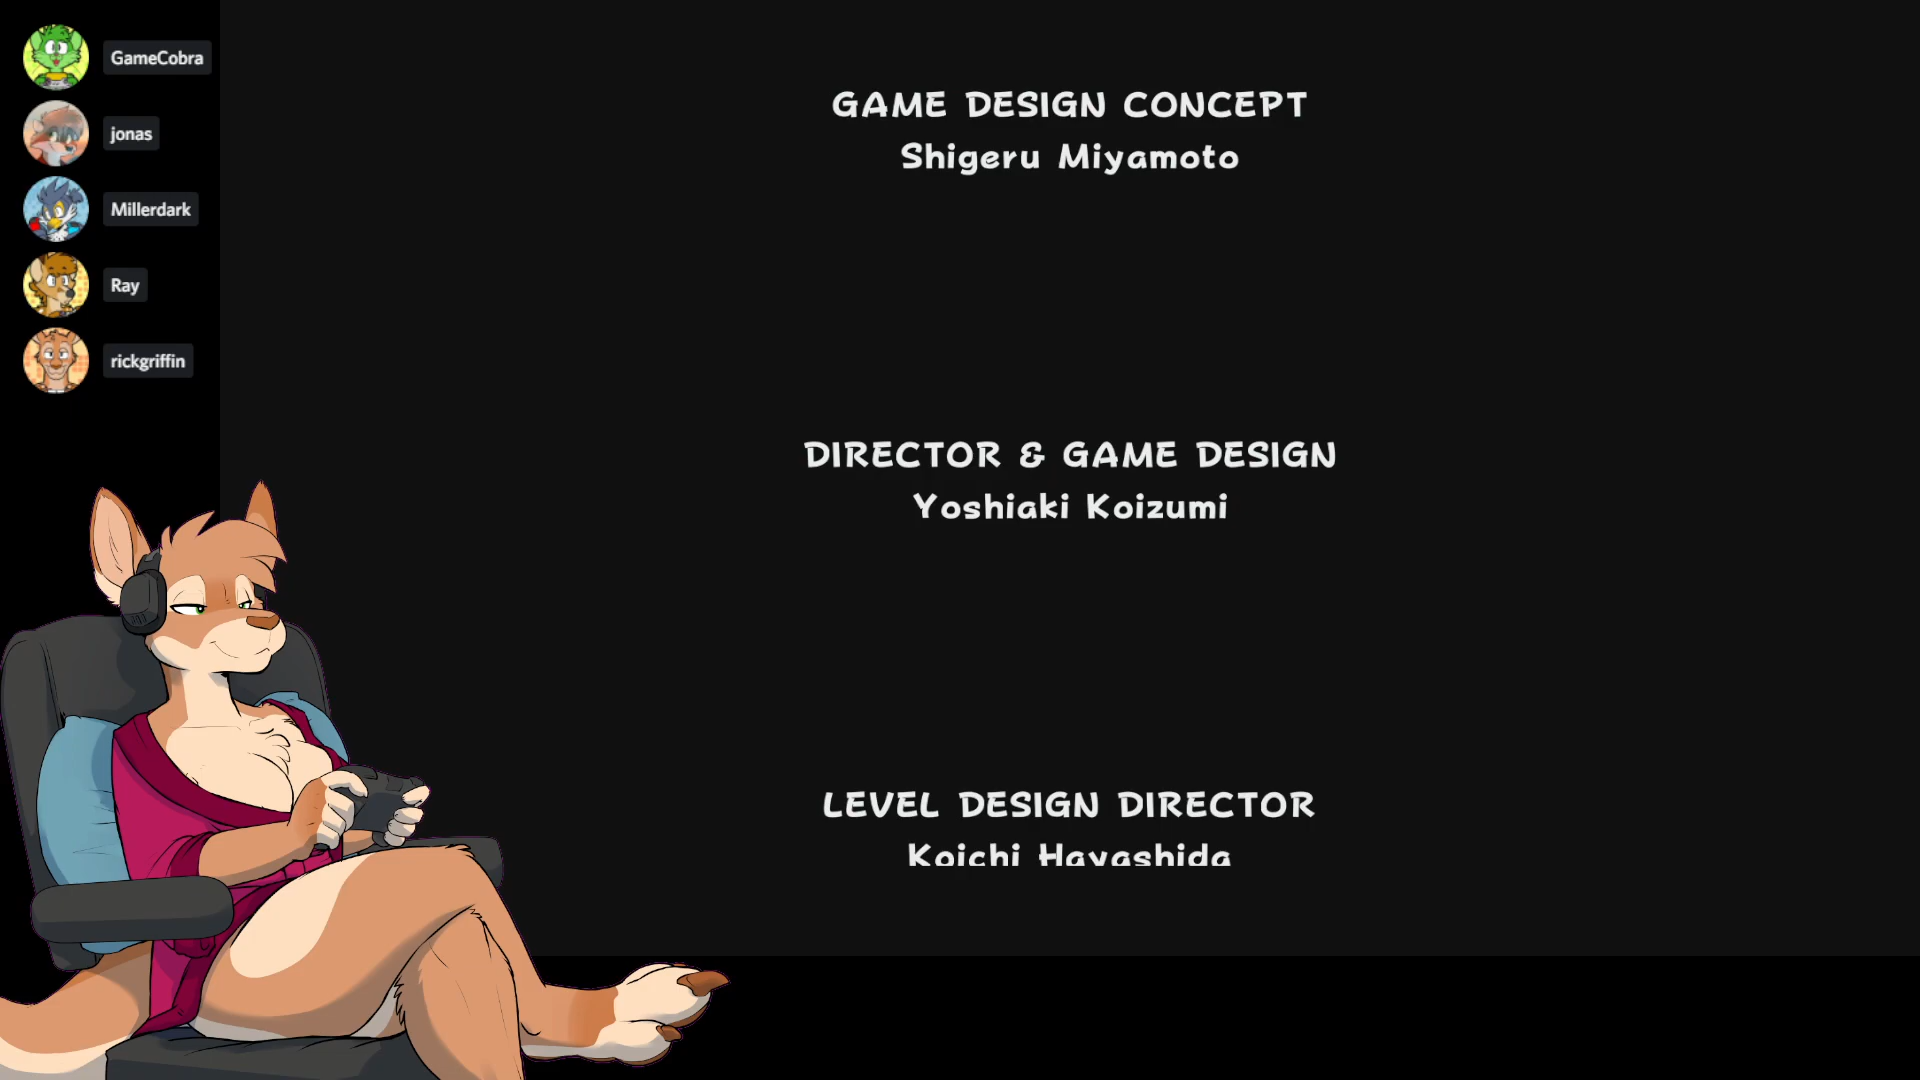 GameCobra
jonas
Millerdark
Ray
rickgriffin
GAME DESIGN CONCEPT
Shigeru Miyamoto
DIRECTOR & GAME DESIGN
Yoshiaki Koizumi
LEVEL DESIGN DIRECTOR
Koichi Hayashida